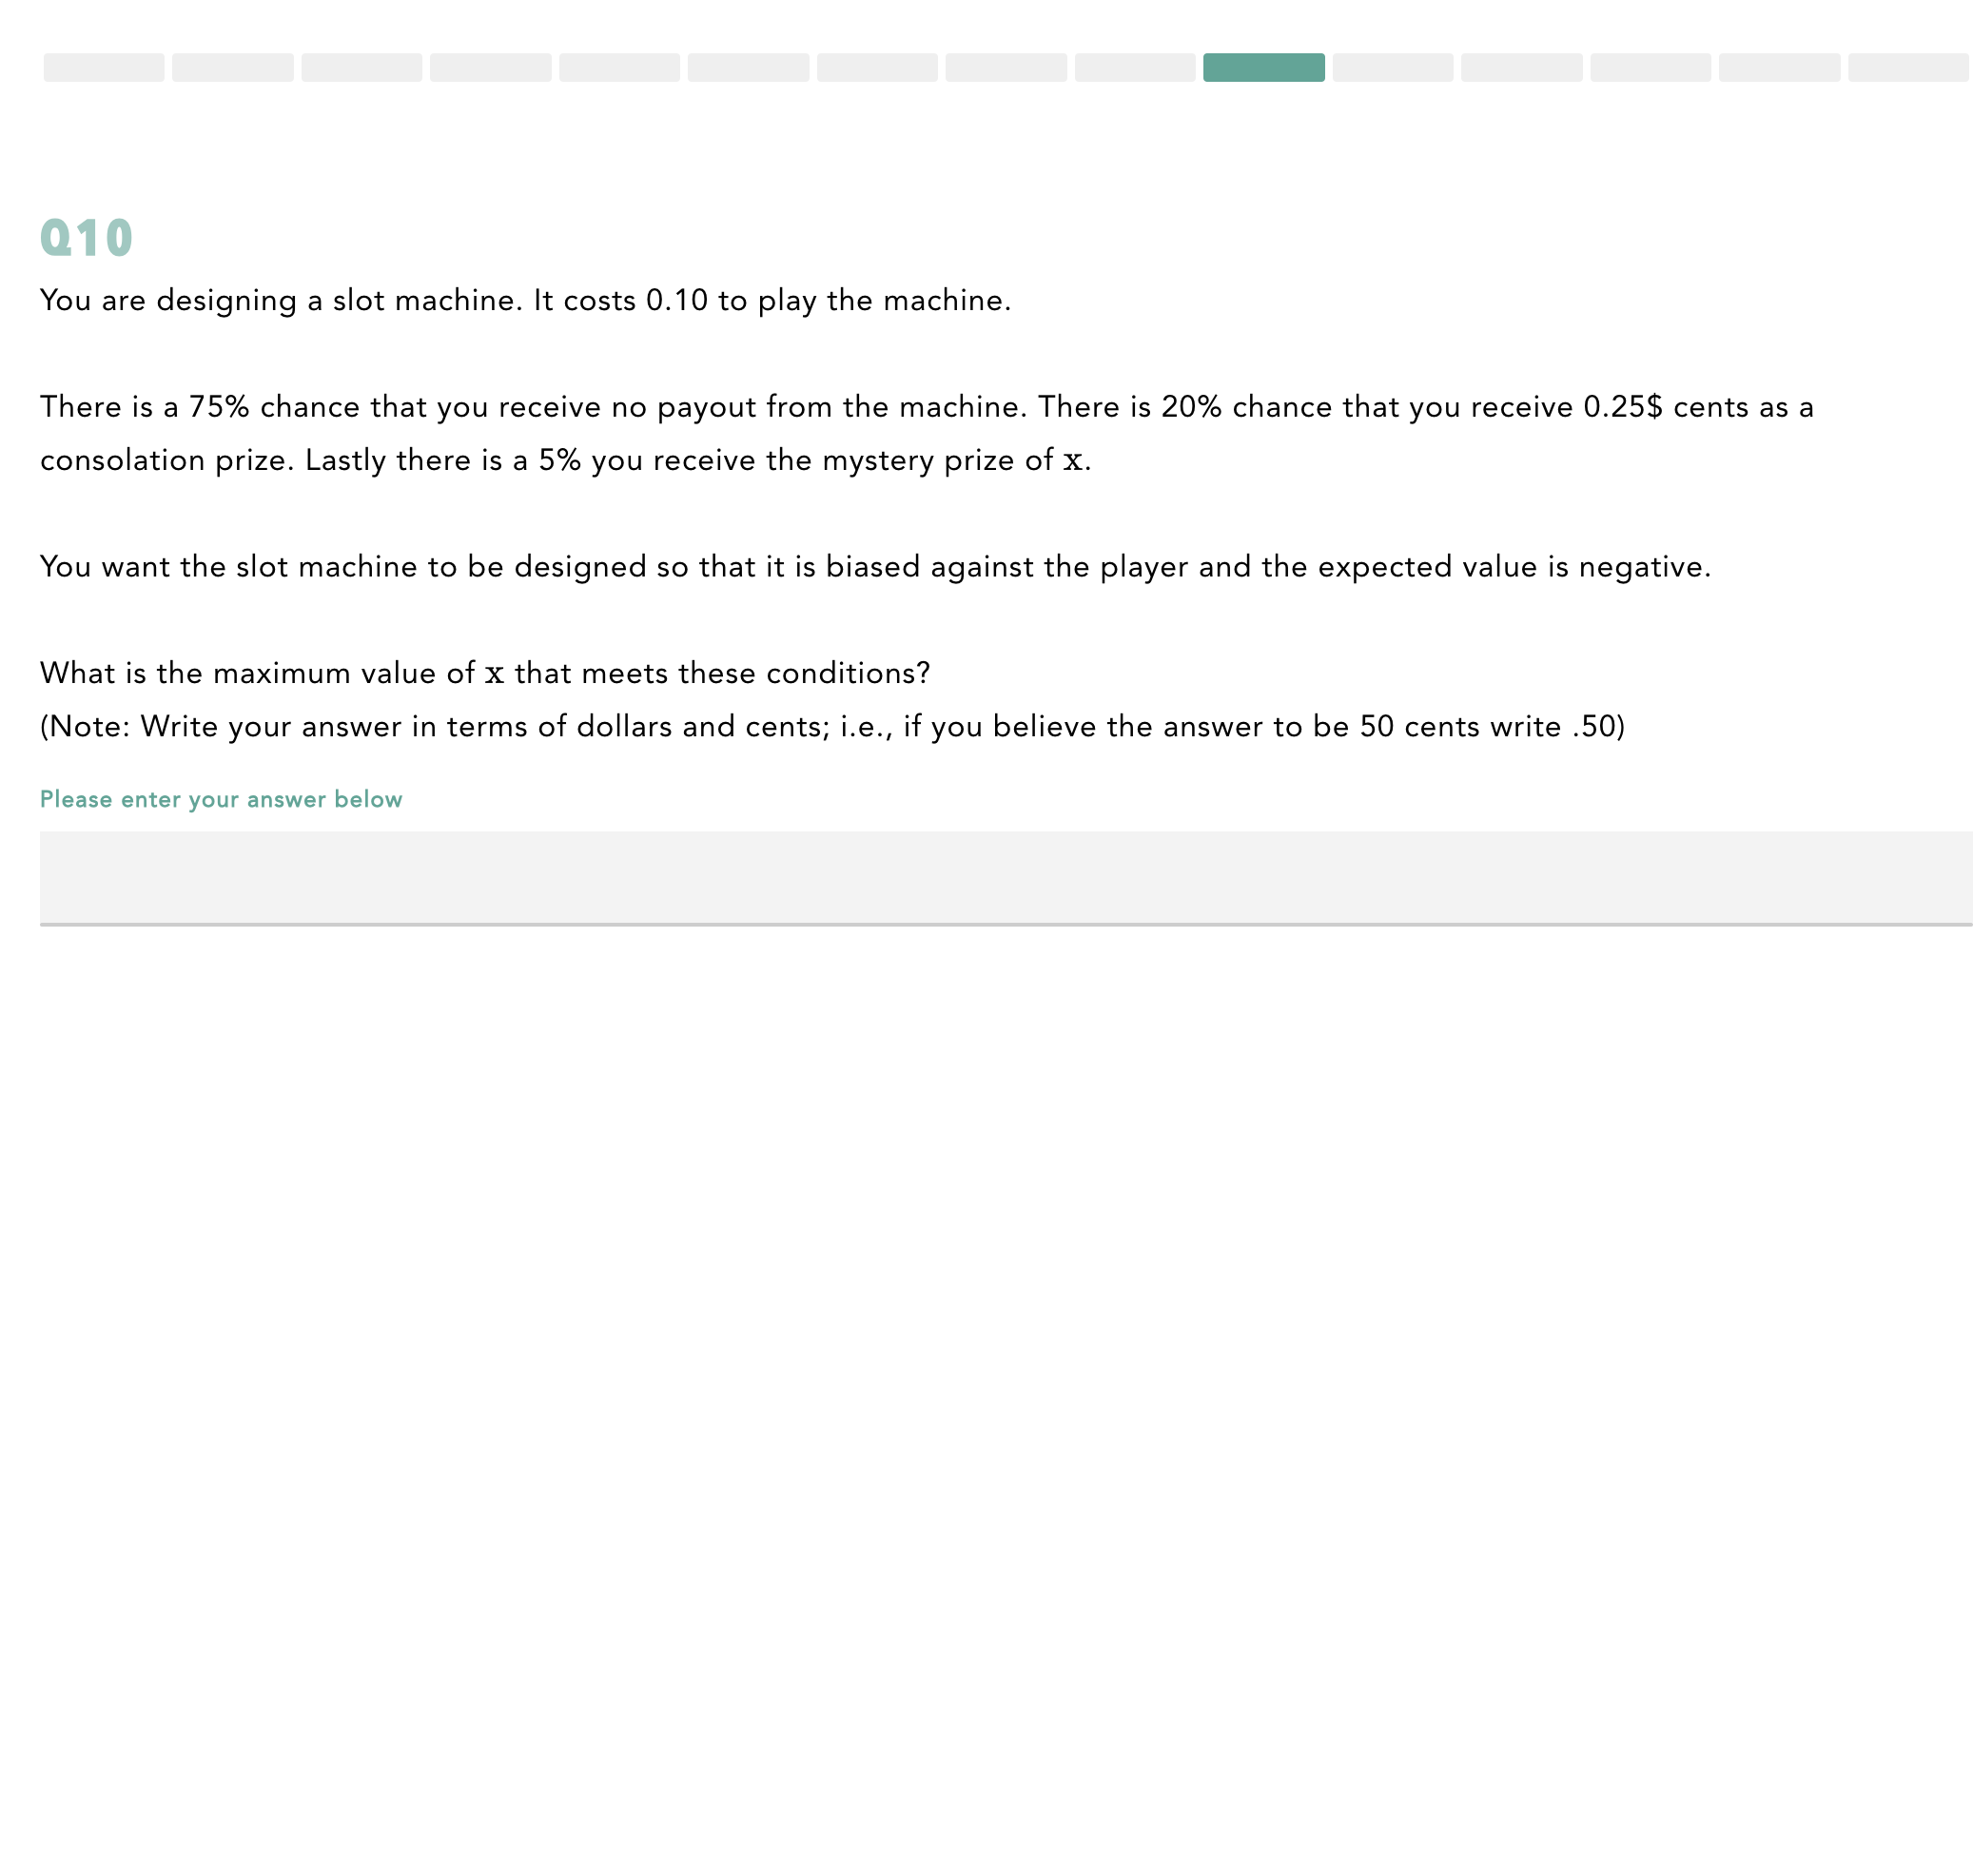 Q10
You are designing a slot machine. It costs 0.10 to play the machine.
There is a 75% chance that you receive no payout from the machine. There is 20% chance that you receive 0.25$ cents as a
consolation prize. Lastly there is a 5% you receive the mystery prize of x.
You want the slot machine to be designed so that it is biased against the player and the expected value is negative.
What is the maximum value of x that meets these conditions?
(Note: Write your answer in terms of dollars and cents; i.e., if you believe the answer to be 50 cents write .50)
Please enter your answer below